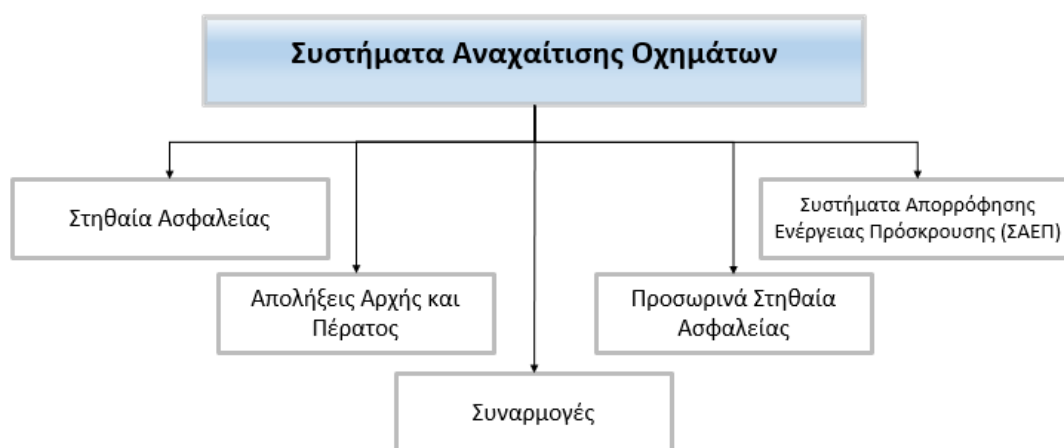 Συστήματα Αναχαίτισης Οχημάτων
Στηθαία Ασφαλείας
Συστήματα Απορρόφησης
Ενέργειας Πρόσκρουσης (ΣΑΕΠ)
Απολήξεις Αρχής και
Πέρατος
Προσωρινά Στηθαία
Ασφαλείας
Συναρμογές